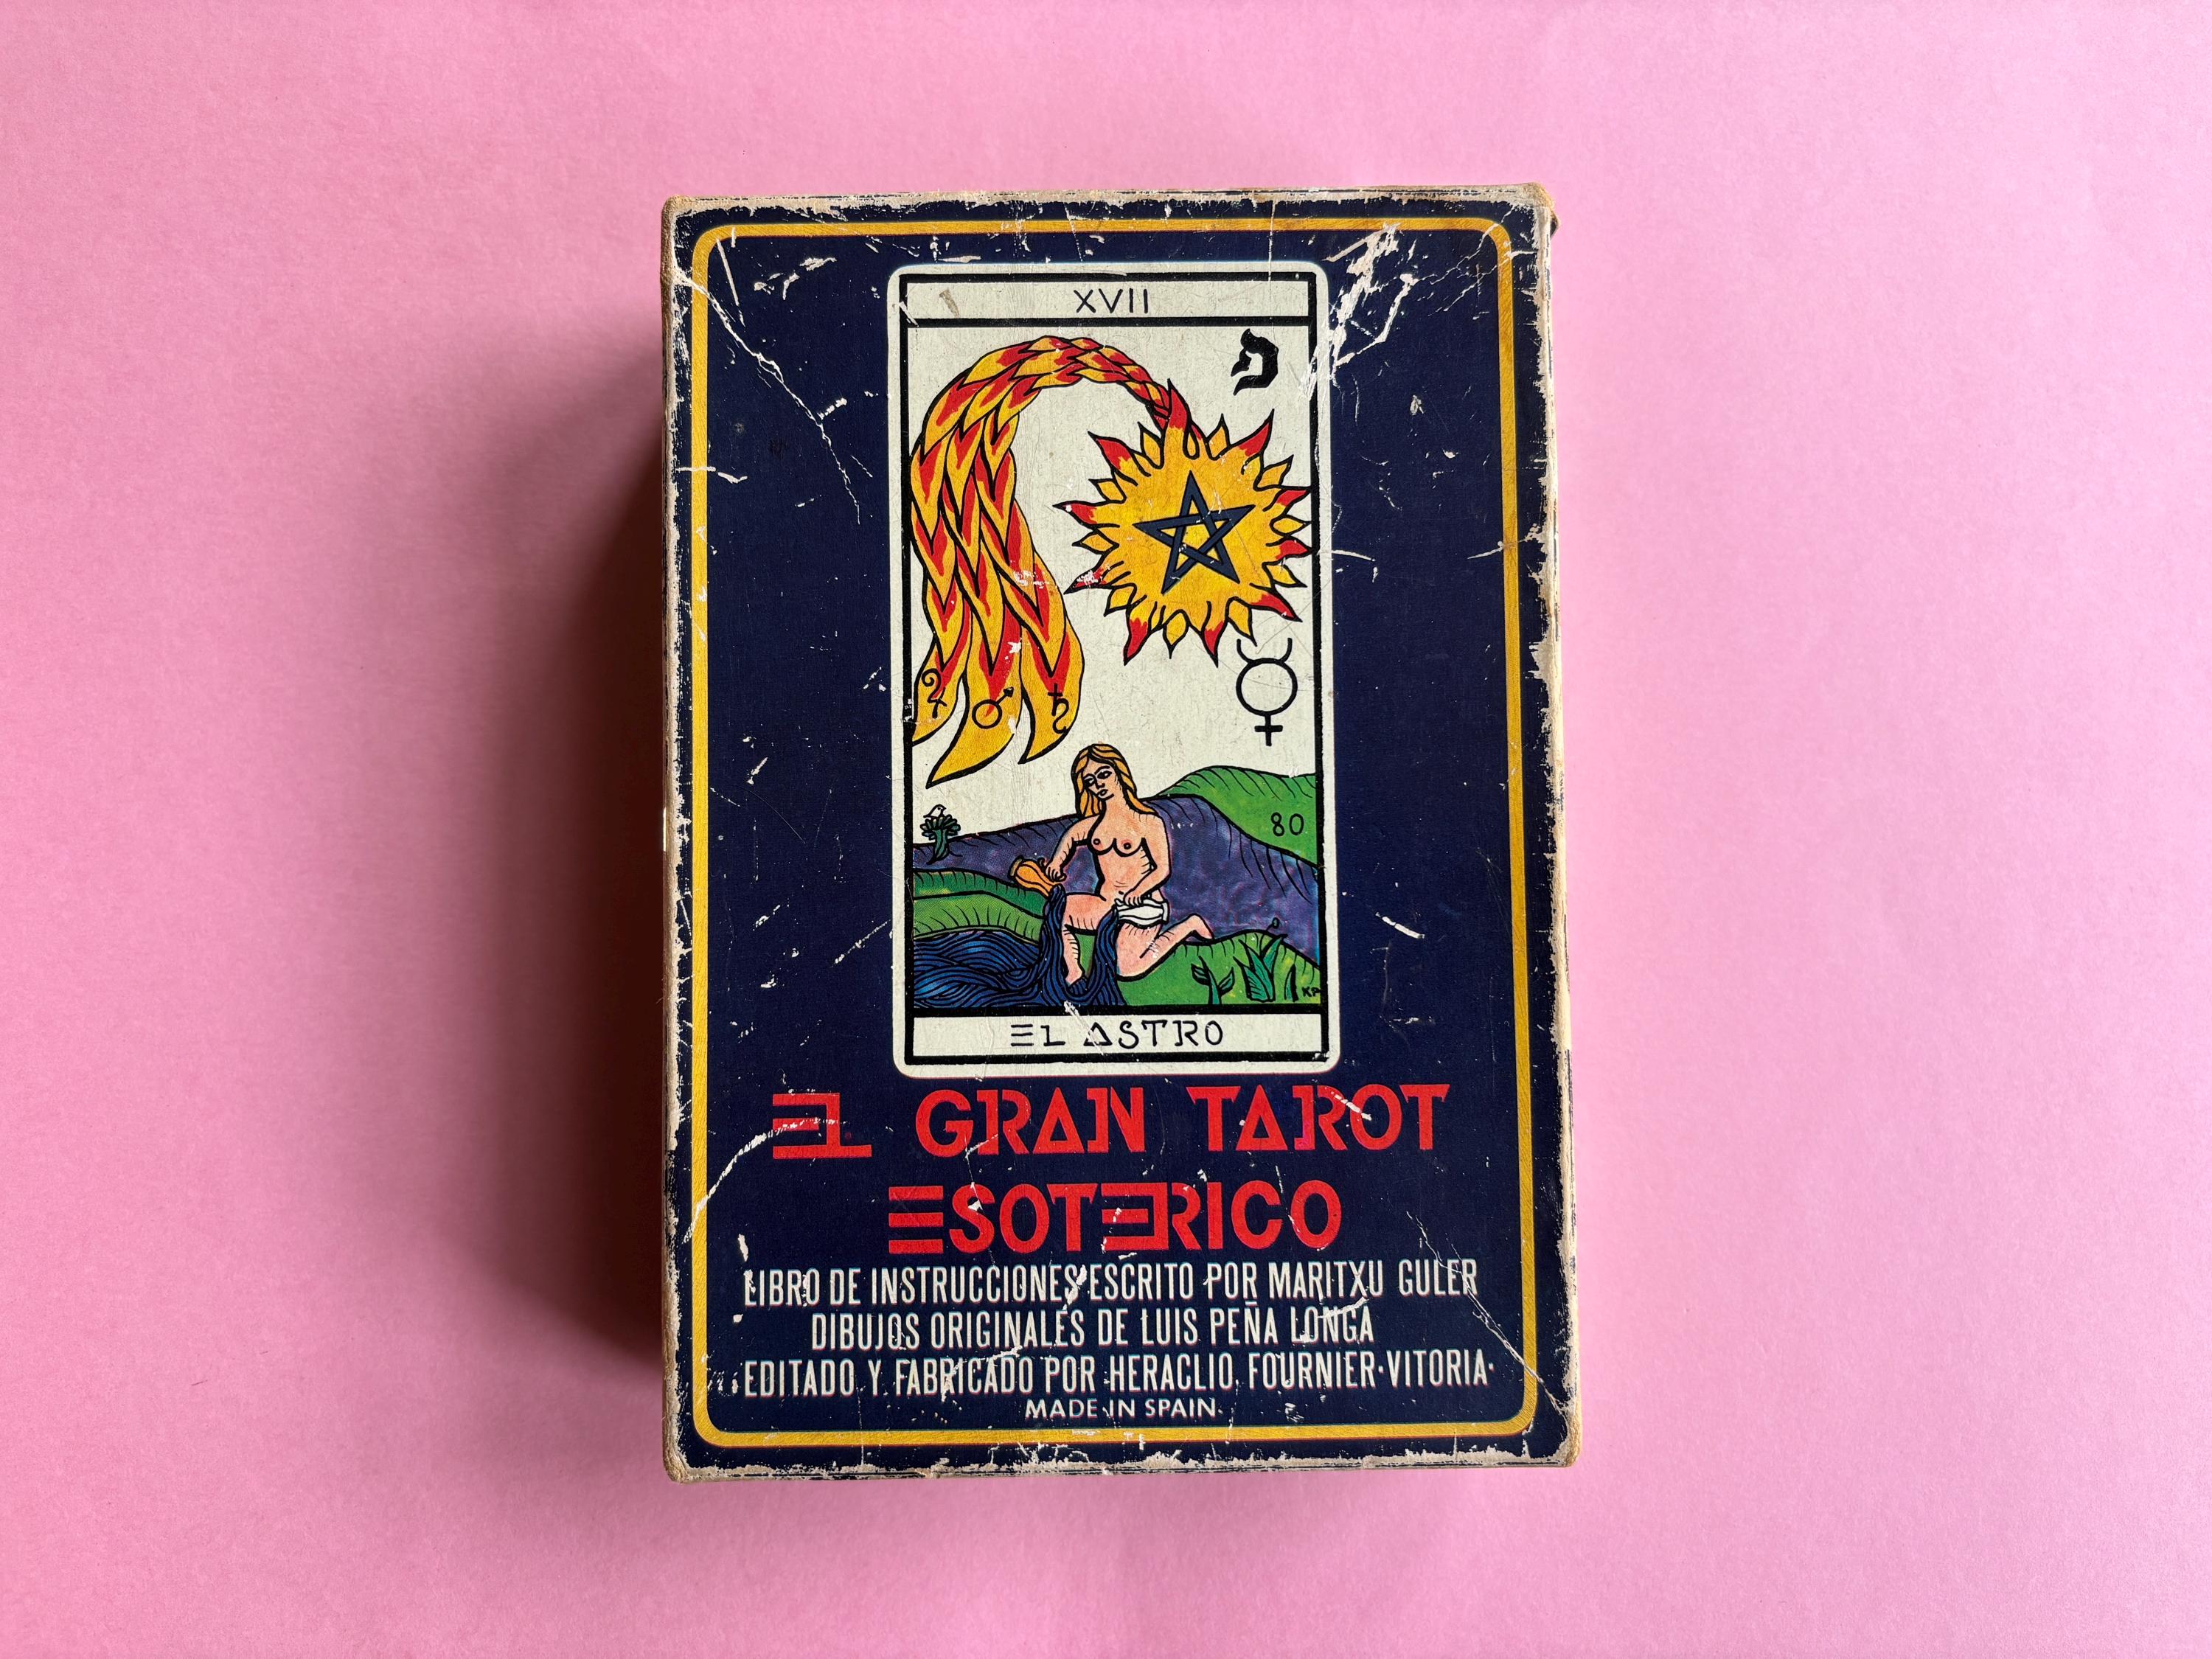 XVII
פ
80
KP
EL ASTRO
EL GRAN TAROT
ESOTERICO
LIBRO DE INSTRUCCIONES ESCRITO POR MARITXU GULER
DIBUJOS ORIGINALES DE LUIS PEÑA LONGA
EDITADO Y FABRICADO POR HERACLIO FOURNIER·VITORIA·
MADE IN SPAIN